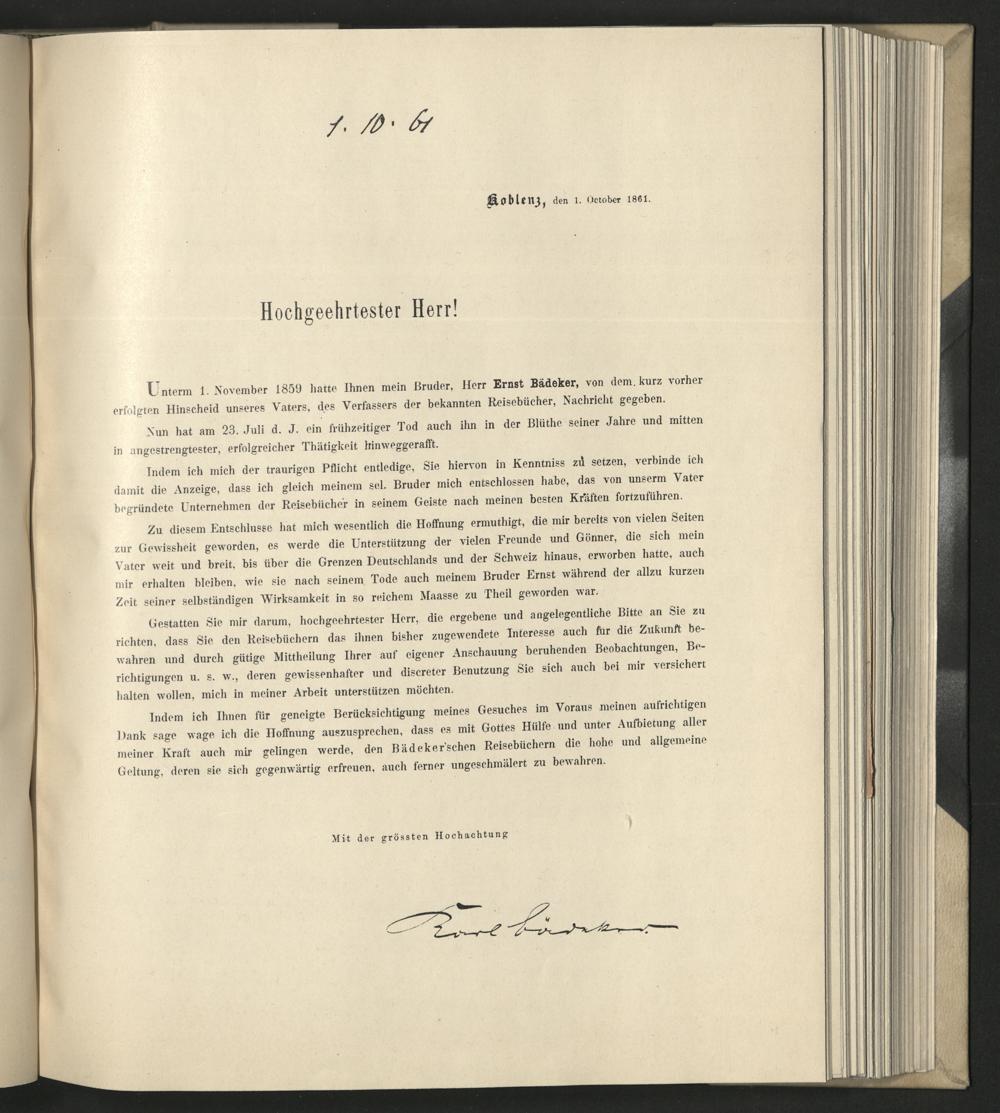 1. 10. 61
Koblenz, den 1. October 1861.
Hochgeehrtester Herr!
Unterm 1. November 1859 hatte Ihnen mein Bruder, Herr Ernst Bädeker, von dem kurz vorher
erfolgten Hinscheid unseres Vaters, des Verfassers der bekannten Reisebücher, Nachricht gegeben.
Nun hat am 23. Juli d. J. ein frühzeitiger Tod auch ihn in der Blüthe seiner Jahre und mitten
in angestrengtester, erfolgreicher Thätigkeit hinweggerafft.
Indem ich mich der traurigen Pflicht entledige, Sie hiervon in Kenntniss zu setzen, verbinde ich
damit die Anzeige, dass ich gleich meinem sel. Bruder mich entschlossen habe, das von unserm Vater
begründete Unternehmen der Reisebücher in seinem Geiste nach meinen besten Kräften fortzuführen.
Zu diesem Entschlusse hat mich wesentlich die Hoffnung ermuthigt, die mir bereits von vielen Seiten
zur Gewissheit geworden, es werde die Unterstützung der vielen Freunde und Gönner, die sich mein
Vater weit und breit, bis über die Grenzen Deutschlands und der Schweiz hinaus, erworben hatte, auch
mir erhalten bleiben, wie sie nach seinem Tode auch meinem Bruder Ernst während der allzu kurzen
Zeit seiner selbständigen Wirksamkeit in so reichem Maasse zu Theil geworden war.
Gestatten Sie mir darum, hochgeehrtester Herr, die ergebene und angelegentliche Bitte an Sie zu
richten, dass Sie den Reisebüchern das ihnen bisher zugewendete Interesse auch für die Zukunft be-
wahren und durch gütige Mittheilung Ihrer auf eigener Anschauung beruhenden Beobachtungen, Be-
richtigungen u. s. w., deren gewissenhafter und discreter Benutzung Sie sich auch bei mir versichert
halten wollen, mich in meiner Arbeit unterstützen möchten.
Indem ich Ihnen für geneigte Berücksichtigung meines Gesuches im Voraus meinen aufrichtigen
Dank sage wage ich die Hoffnung auszusprechen, dass es mit Gottes Hülfe und unter Aufbietung aller
meiner Kraft auch mir gelingen werde, den Bädeker'schen Reisebüchern die hohe und allgemeine
Geltung, deren sie sich gegenwärtig erfreuen, auch ferner ungeschmälert zu bewahren.
Mit der grössten Hochachtung
Karl Bädeker.